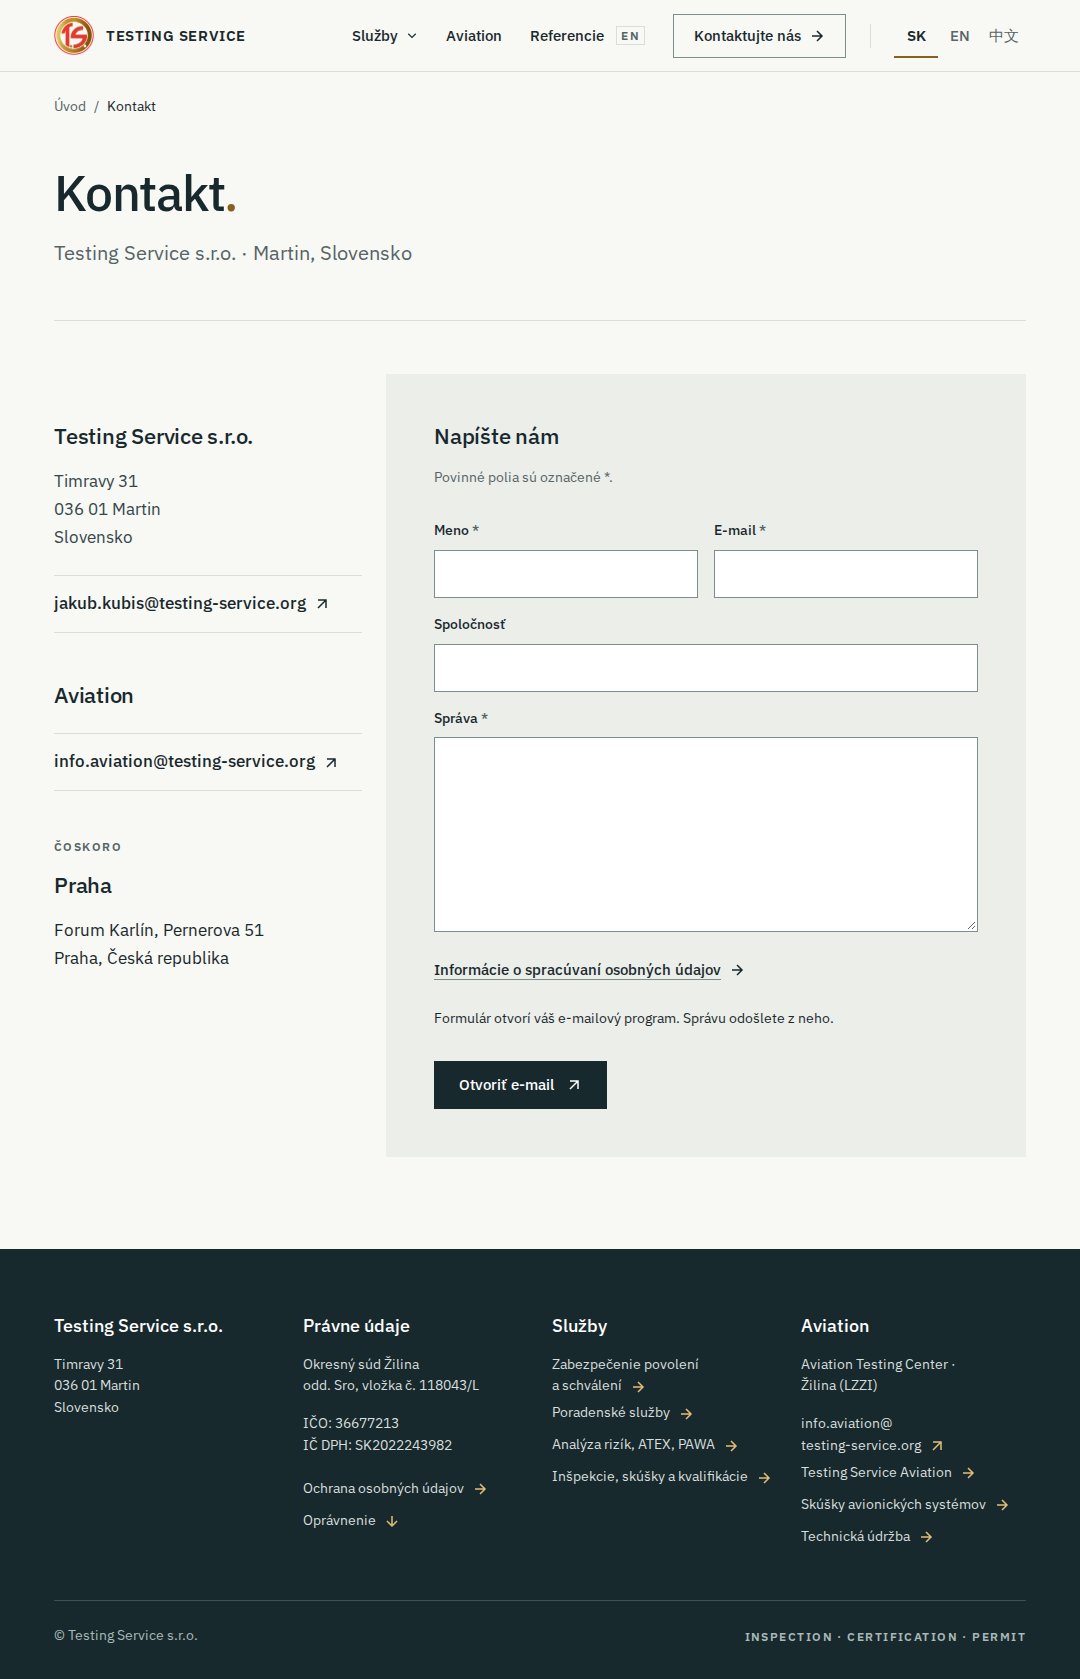 TS TESTING SERVICE
Služby Aviation Referencie EN Kontaktujte nás SK EN 中文
Úvod / Kontakt
Kontakt.
Testing Service s.r.o. · Martin, Slovensko
Testing Service s.r.o.
Timravy 31
036 01 Martin
Slovensko
jakub.kubis@testing-service.org
Aviation
info.aviation@testing-service.org
ČOSKORO
Praha
Forum Karlín, Pernerova 51
Praha, Česká republika
Napíšte nám
Povinné polia sú označené *.
Meno * E-mail *
Spoločnosť
Správa *
Informácie o spracúvaní osobných údajov
Formulár otvorí váš e-mailový program. Správu odošlete z neho.
Otvoriť e-mail
Testing Service s.r.o.
Timravy 31
036 01 Martin
Slovensko
Právne údaje
Okresný súd Žilina
odd. Sro, vložka č. 118043/L
IČO: 36677213
IČ DPH: SK2022243982
Ochrana osobných údajov
Oprávnenie
Služby
Zabezpečenie povolení
a schválení
Poradenské služby
Analýza rizík, ATEX, PAWA
Inšpekcie, skúšky a kvalifikácie
Aviation
Aviation Testing Center ·
Žilina (LZZI)
info.aviation@
testing-service.org
Testing Service Aviation
Skúšky avionických systémov
Technická údržba
© Testing Service s.r.o.
INSPECTION · CERTIFICATION · PERMIT